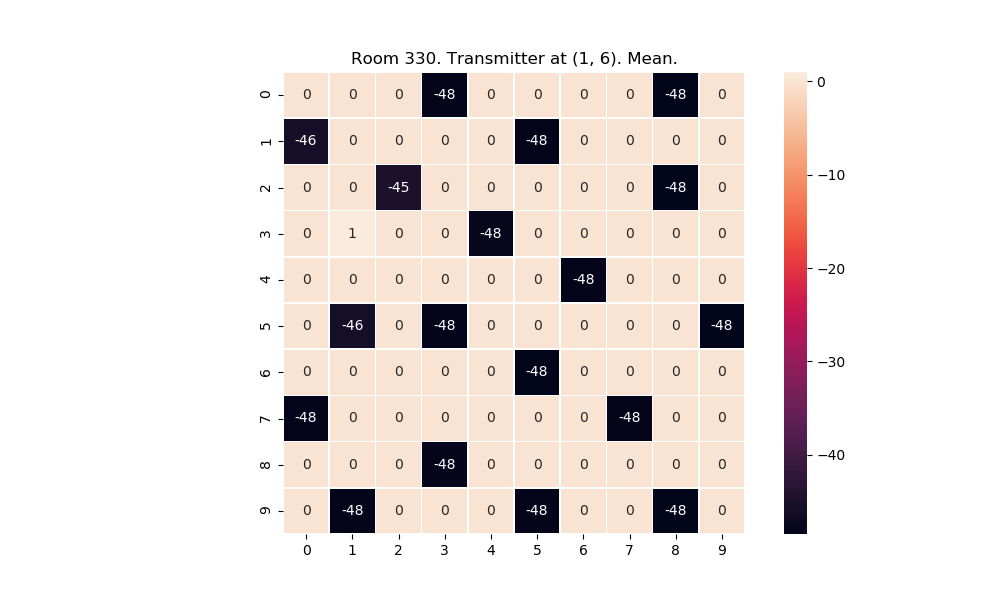 Room 330. Transmitter at (1, 6). Mean.
0 0 0 0 -48 0 0 0 0 -48 0
1 -46 0 0 0 0 -48 0 0 0 0
2 0 0 -45 0 0 0 0 0 -48 0
3 0 1 0 0 -48 0 0 0 0 0
4 0 0 0 0 0 0 -48 0 0 0
5 0 -46 0 -48 0 0 0 0 0 -48
6 0 0 0 0 0 -48 0 0 0 0
7 -48 0 0 0 0 0 0 -48 0 0
8 0 0 0 -48 0 0 0 0 0 0
9 0 -48 0 0 0 -48 0 0 -48 0
0 1 2 3 4 5 6 7 8 9
0
−10
−20
−30
−40